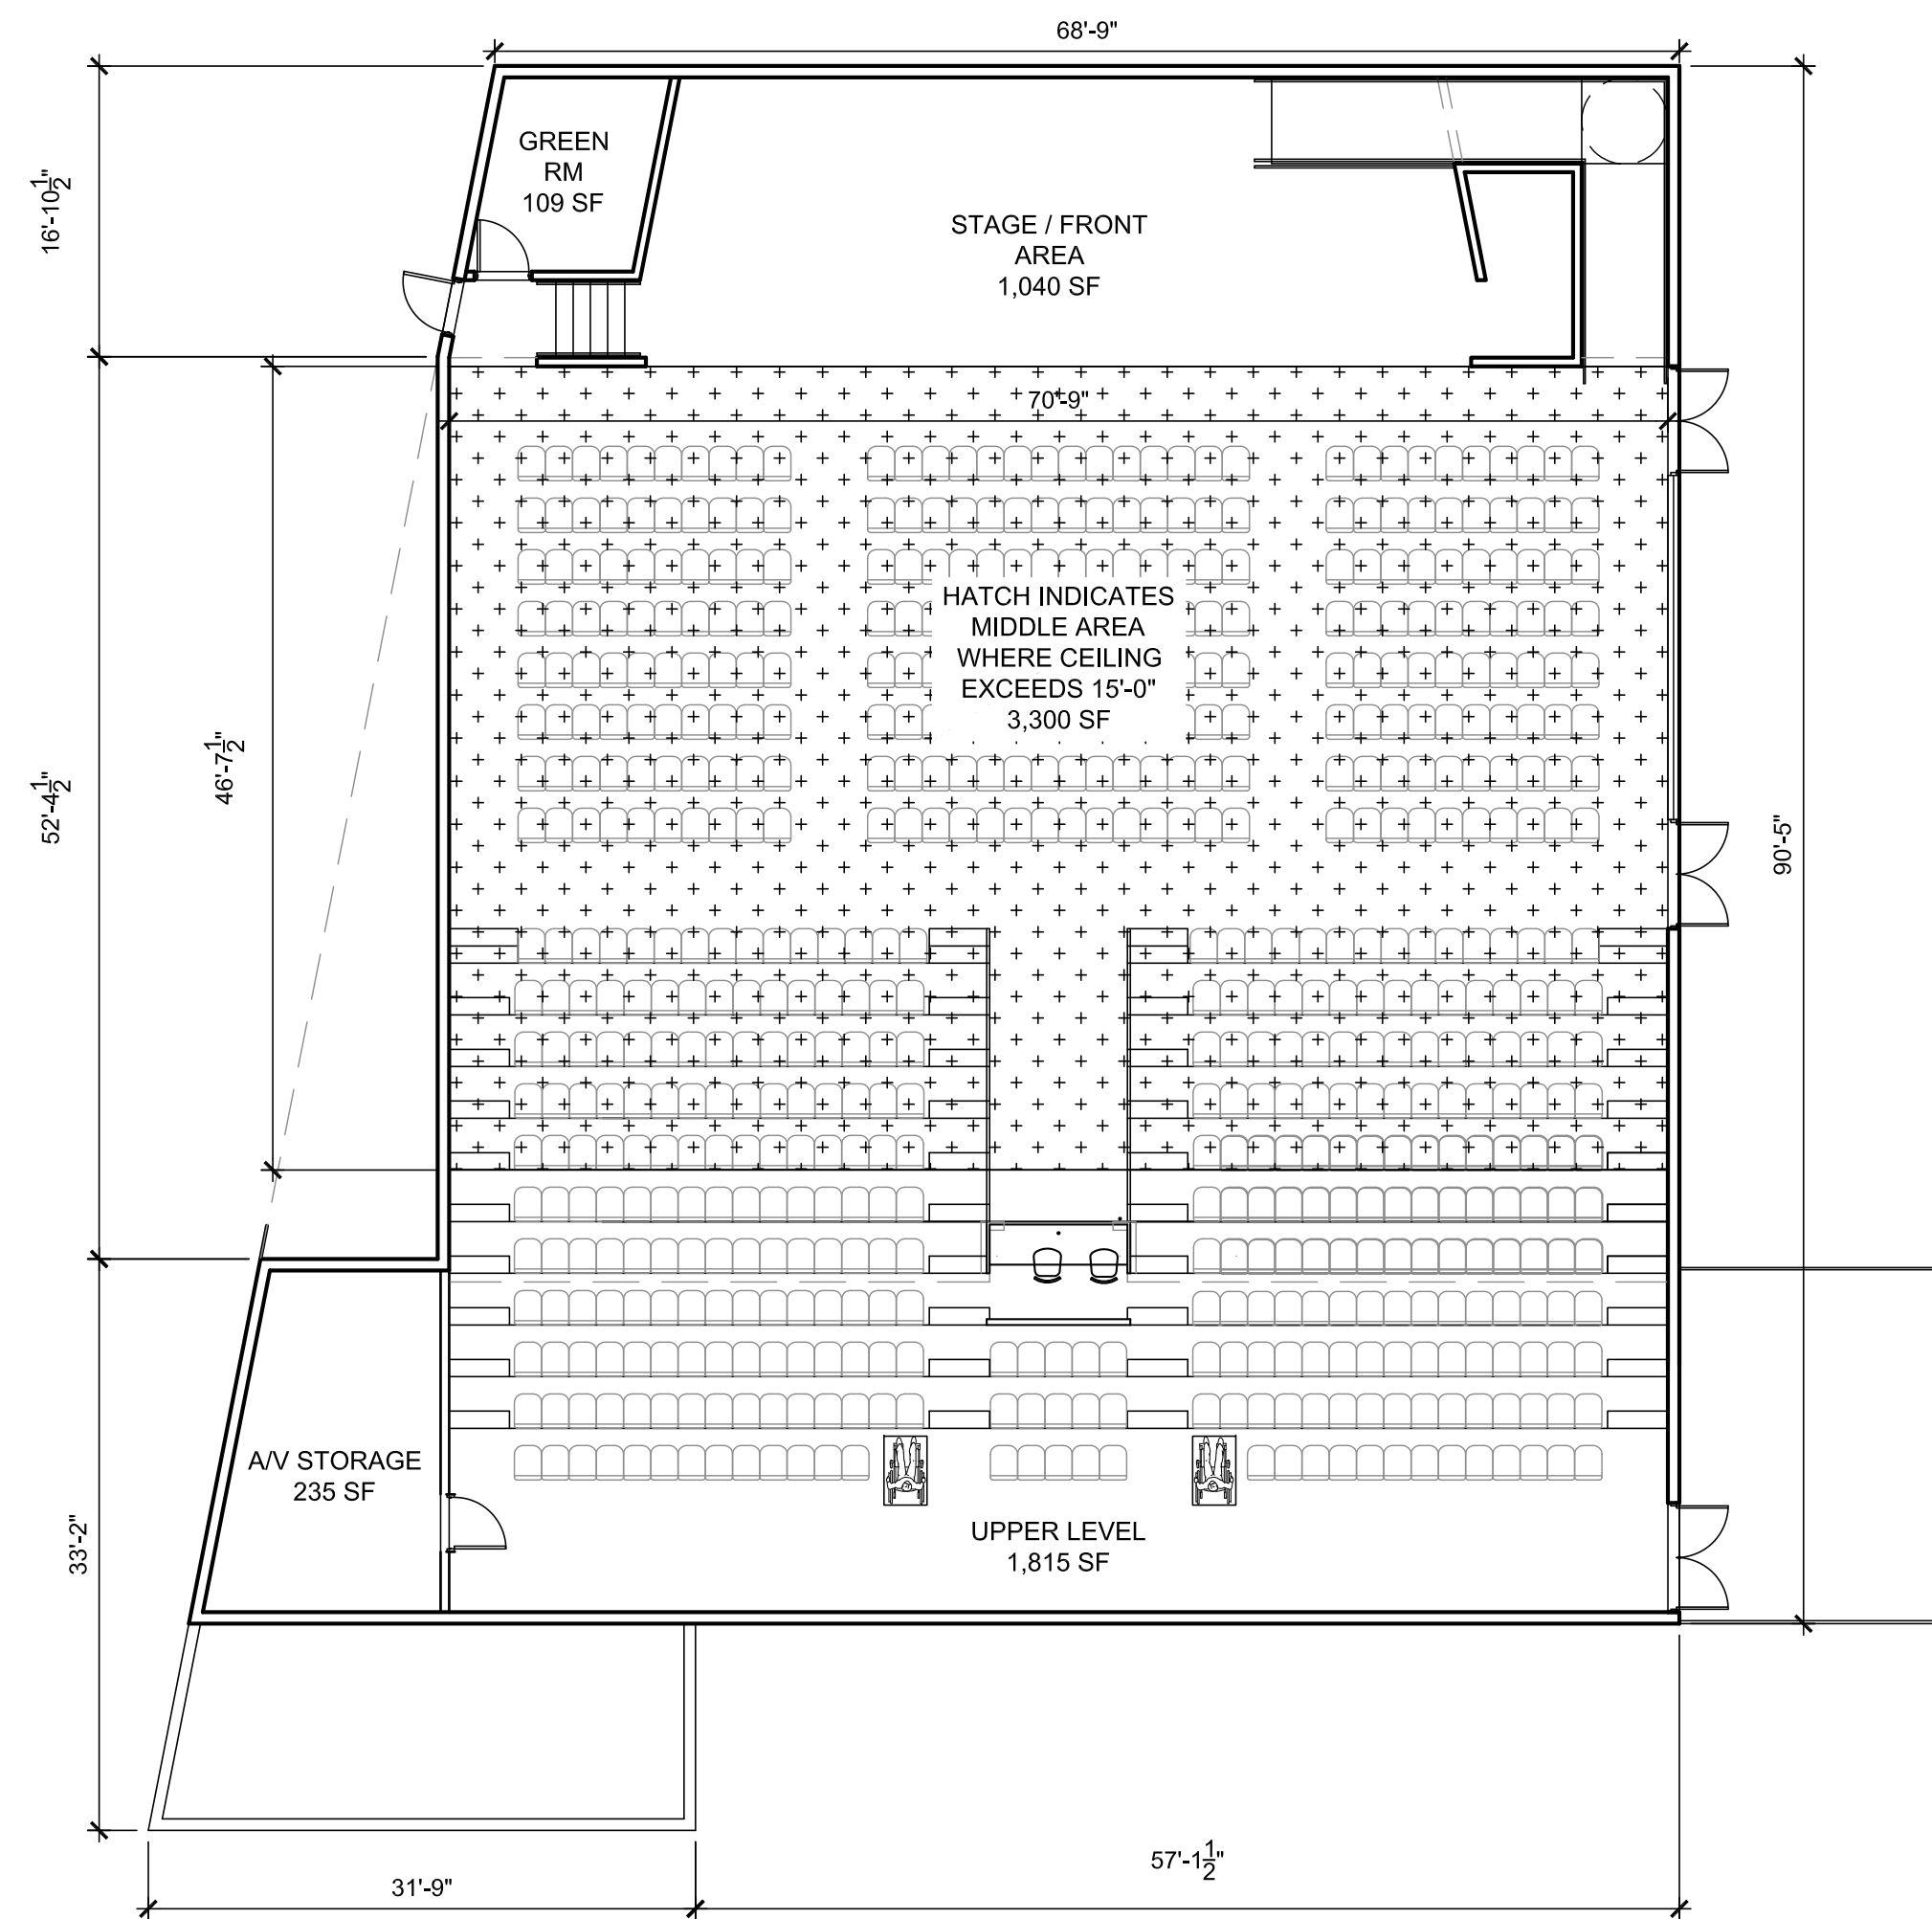 68'-9"
GREEN
RM
109 SF
16'-10 1/2"
STAGE / FRONT
AREA
1,040 SF
70'-9"
HATCH INDICATES
MIDDLE AREA
WHERE CEILING
EXCEEDS 15'-0"
3,300 SF
46'-7 1/2"
52'-4 1/2"
90'-5"
A/V STORAGE
235 SF
33'-2"
UPPER LEVEL
1,815 SF
57'-1 1/2"
31'-9"